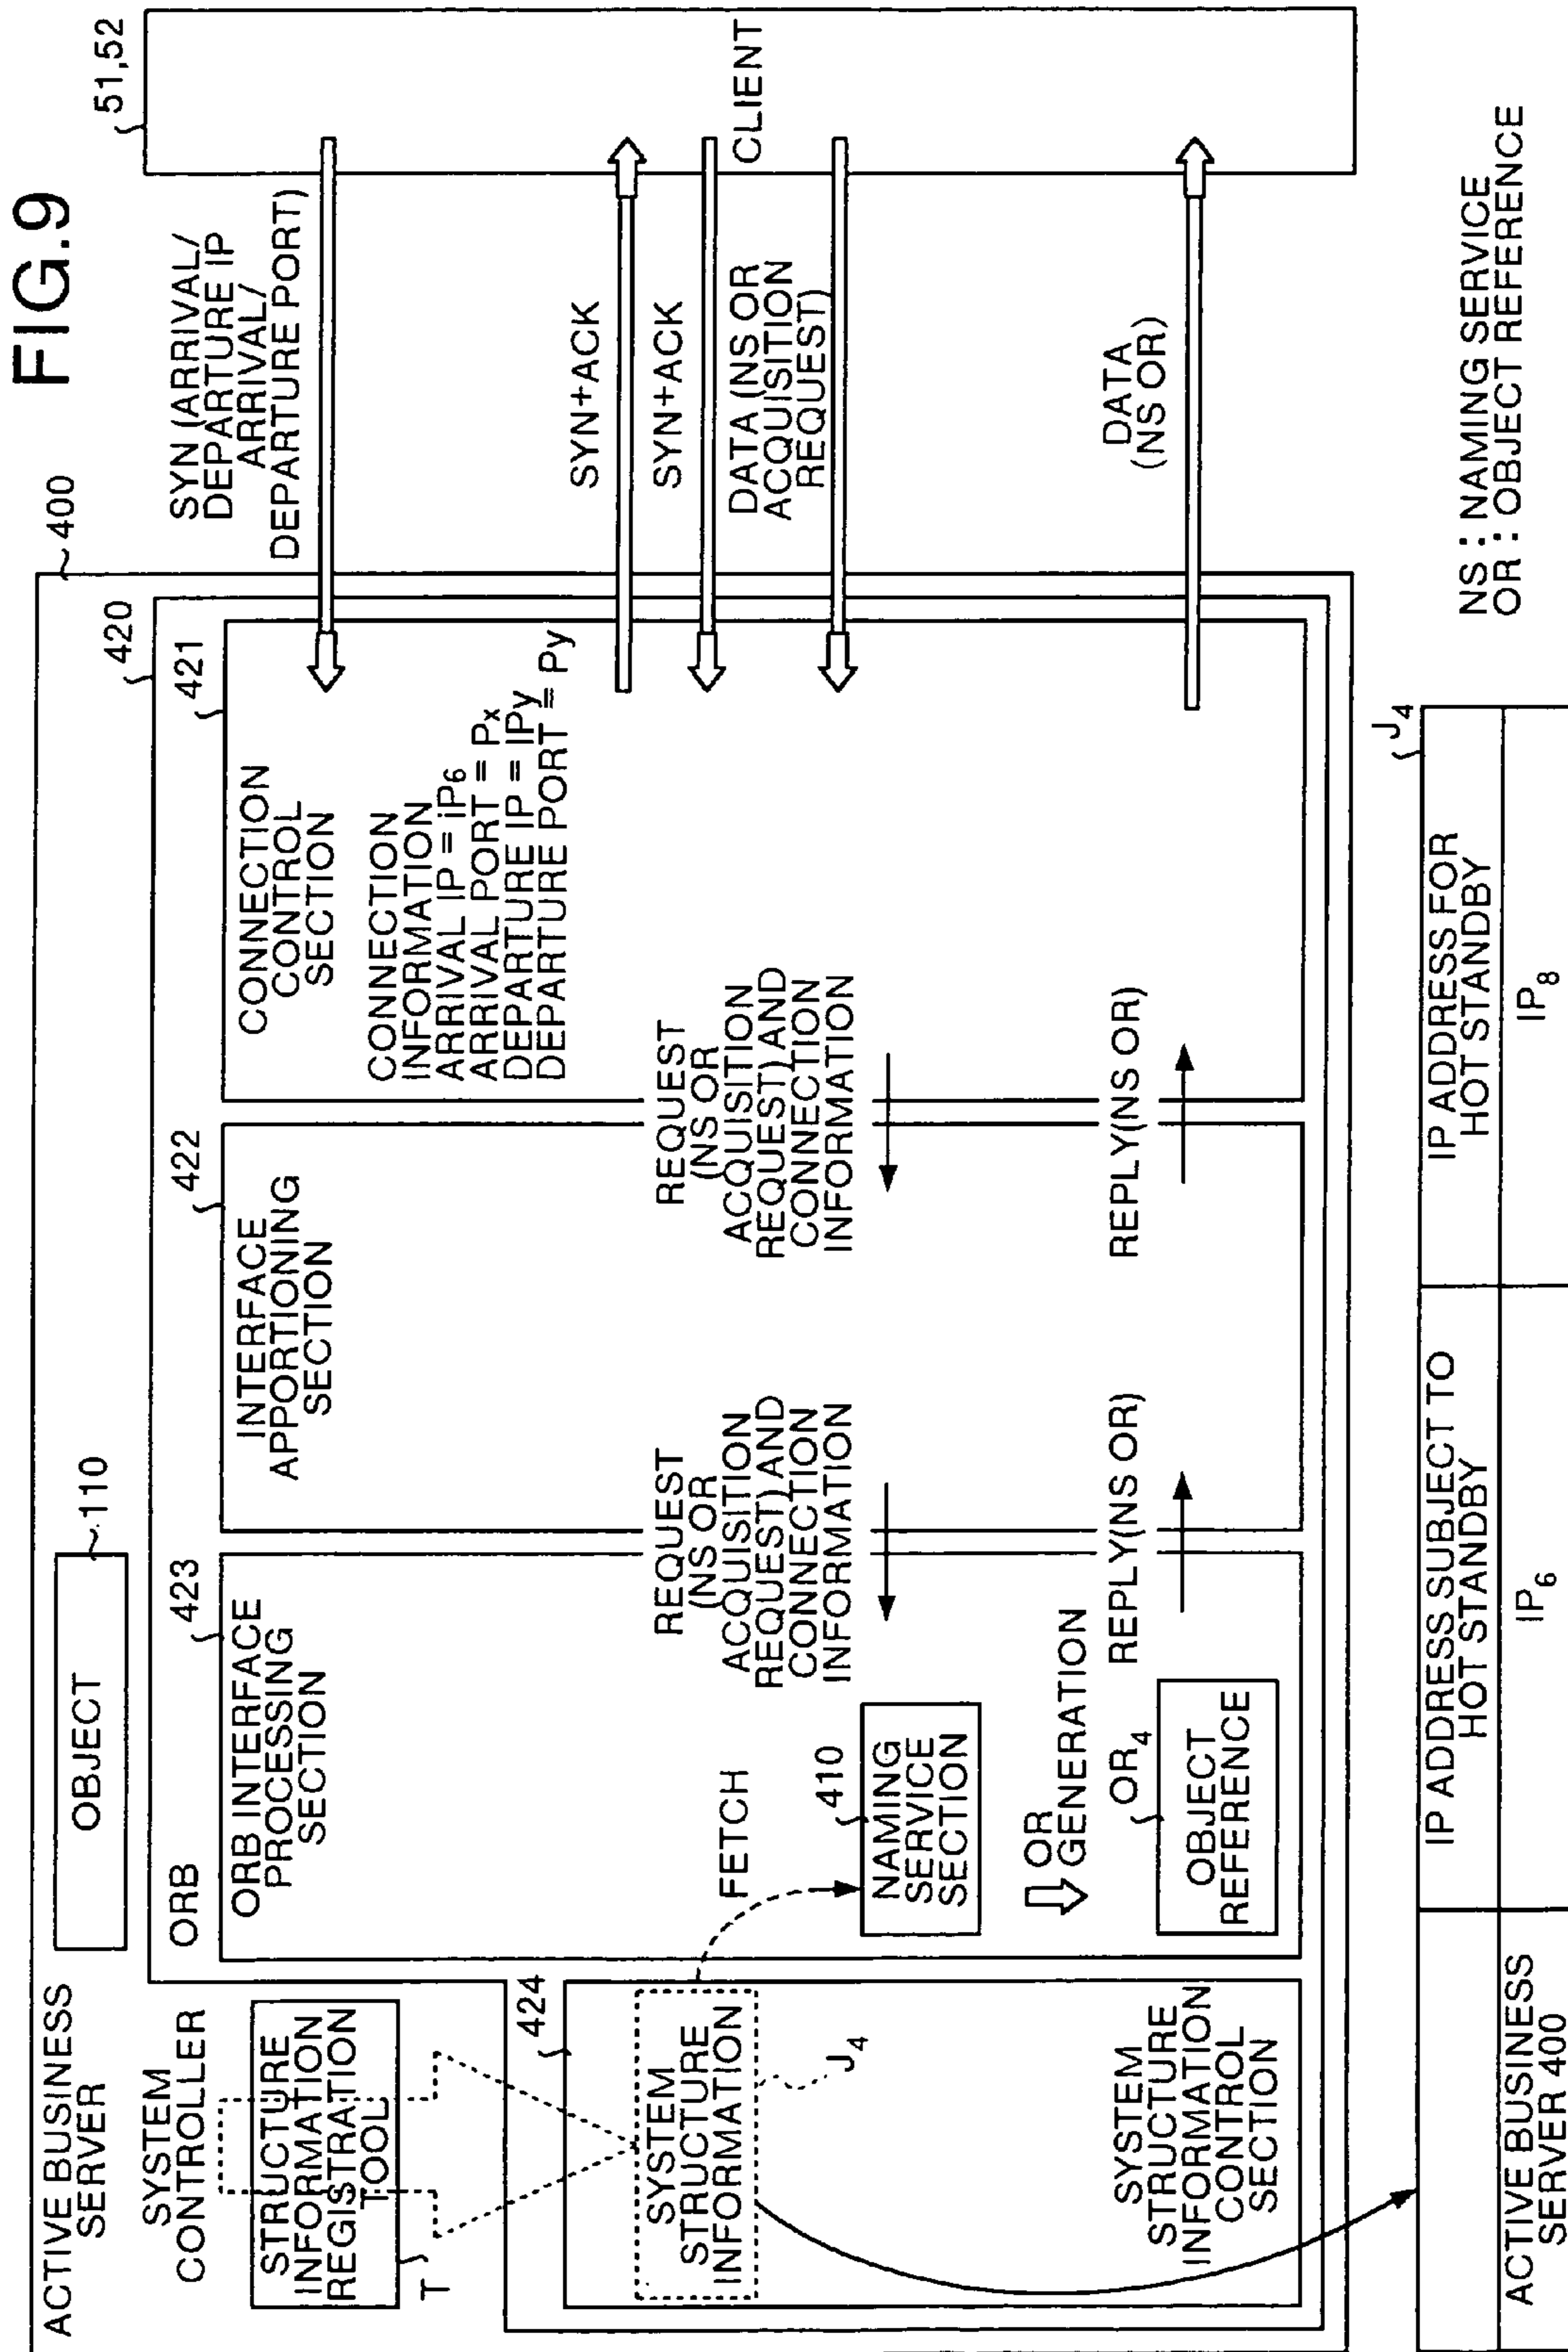 FIG.9
ACTIVE BUSINESS
SERVER
400
OBJECT
110
SYSTEM
CONTROLLER
STRUCTURE
INFORMATION
REGISTRATION
TOOL
T
ORB
420
ORB INTERFACE
PROCESSING
SECTION
423
INTERFACE
APPORTIONING
SECTION
422
CONNECTION
CONTROL
SECTION
421
CONNECTION
INFORMATION
ARRIVAL IP = iP6
ARRIVAL PORT = Px
DEPARTURE IP = IPy
DEPARTURE PORT = Py
424
SYSTEM
STRUCTURE
INFORMATION
J4
SYSTEM
STRUCTURE
INFORMATION
CONTROL
SECTION
FETCH
410
NAMING
SERVICE
SECTION
OR
GENERATION
OR4
OBJECT
REFERENCE
REQUEST
(NS OR
ACQUISITION
REQUEST) AND
CONNECTION
INFORMATION
REPLY(NS OR)
REQUEST
(NS OR
ACQUISITION
REQUEST) AND
CONNECTION
INFORMATION
REPLY(NS OR)
SYN (ARRIVAL/
DEPARTURE IP
ARRIVAL/
DEPARTURE PORT)
SYN+ACK
SYN+ACK
DATA (NS OR
ACQUISITION
REQUEST)
DATA
(NS OR)
51,52
CLIENT
J4
IP ADDRESS SUBJECT TO
HOT STANDBY
IP ADDRESS FOR
HOT STANDBY
ACTIVE BUSINESS
SERVER 400
IP6
IP8
NS : NAMING SERVICE
OR : OBJECT REFERENCE